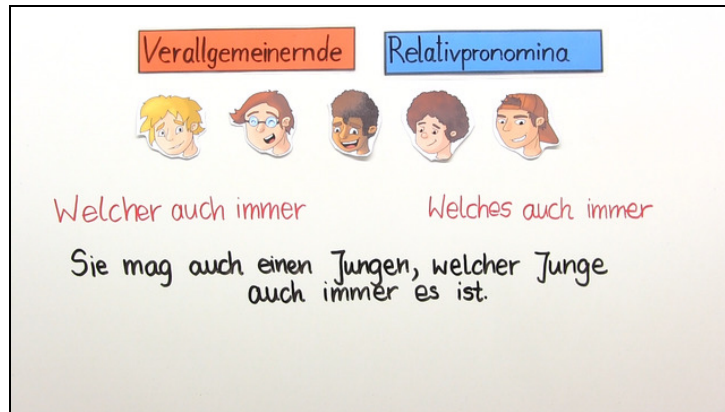 Verallgemeinernde Relativpronomina
Welcher auch immer Welches auch immer
Sie mag auch einen Jungen, welcher Junge
auch immer es ist.